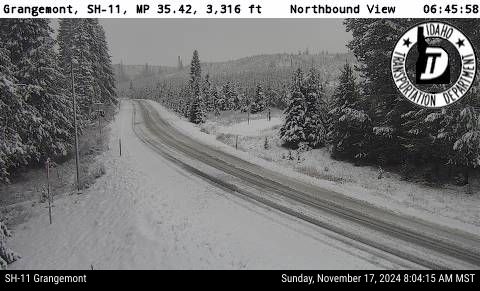 Grangemont, SH-11, MP 35.42, 3,316 ft Northbound View 06:45:58
IDAHO
TRANSPORTATION DEPARTMENT
SH-11 Grangemont Sunday, November 17, 2024 8:04:15 AM MST